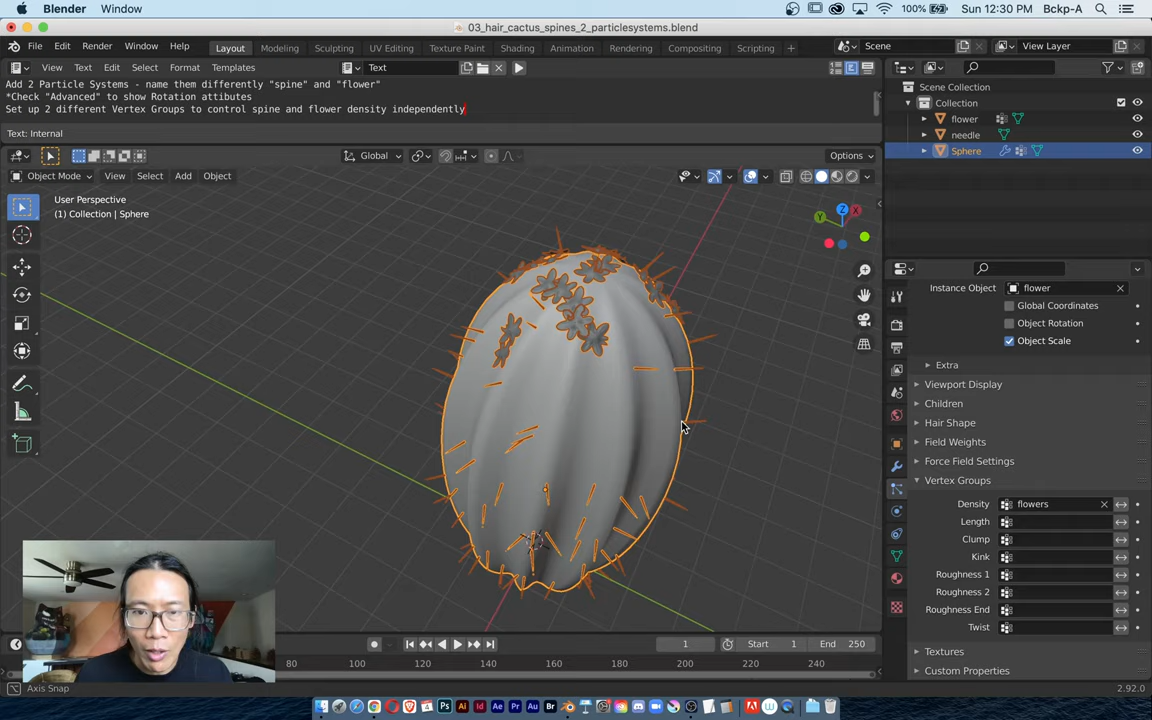 Blender Window 100% Sun 12:30 PM Bckp-A
03_hair_cactus_spines_2_particlesystems.blend
File Edit Render Window Help Layout Modeling Sculpting UV Editing Texture Paint Shading Animation Rendering Compositing Scripting + Scene View Layer
View Text Edit Select Format Templates Text
Add 2 Particle Systems - name them differently "spine" and "flower"
*Check "Advanced" to show Rotation attibutes
Set up 2 different Vertex Groups to control spine and flower density independently
Text: Internal
Global Options
Object Mode View Select Add Object
User Perspective
(1) Collection | Sphere
Z
Y
X
Scene Collection
Collection
flower
needle
Sphere
Instance Object flower
Global Coordinates
Object Rotation
Object Scale
Extra
Viewport Display
Children
Hair Shape
Field Weights
Force Field Settings
Vertex Groups
Density flowers
Length
Clump
Kink
Roughness 1
Roughness 2
Roughness End
Twist
Textures
Custom Properties
1 Start 1 End 250
80 100 120 140 160 180 200 220 240
Axis Snap 2.92.0
Ps Ai Id Ae Pr Au Br